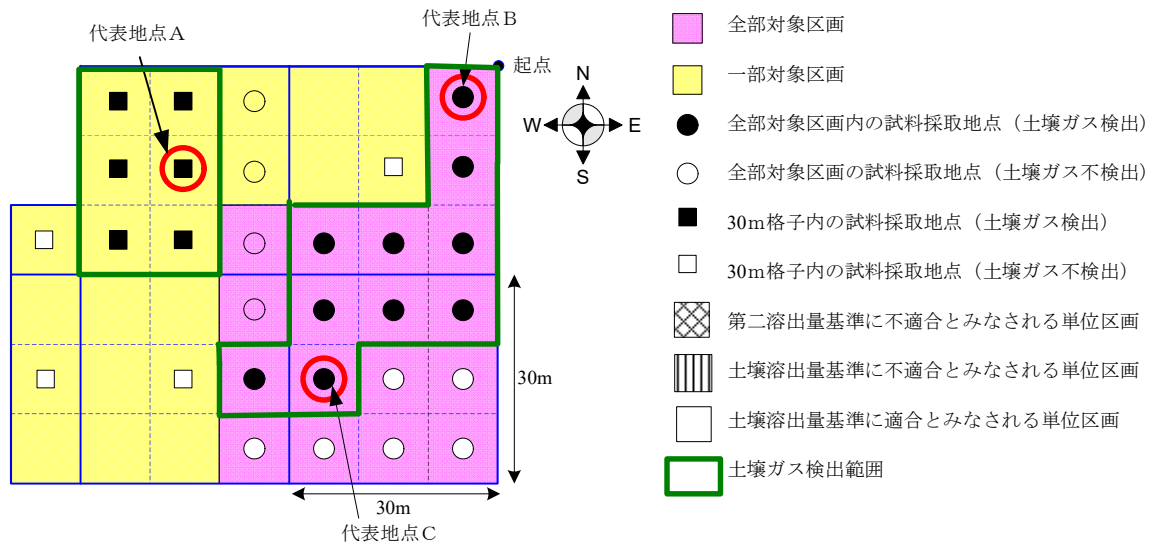 代表地点A
代表地点B
起点
N
W
E
S
30m
30m
代表地点C
全部対象区画
一部対象区画
全部対象区画内の試料採取地点（土壌ガス検出）
全部対象区画の試料採取地点（土壌ガス不検出）
30m格子内の試料採取地点（土壌ガス検出）
30m格子内の試料採取地点（土壌ガス不検出）
第二溶出量基準に不適合とみなされる単位区画
土壌溶出量基準に不適合とみなされる単位区画
土壌溶出量基準に適合とみなされる単位区画
土壌ガス検出範囲